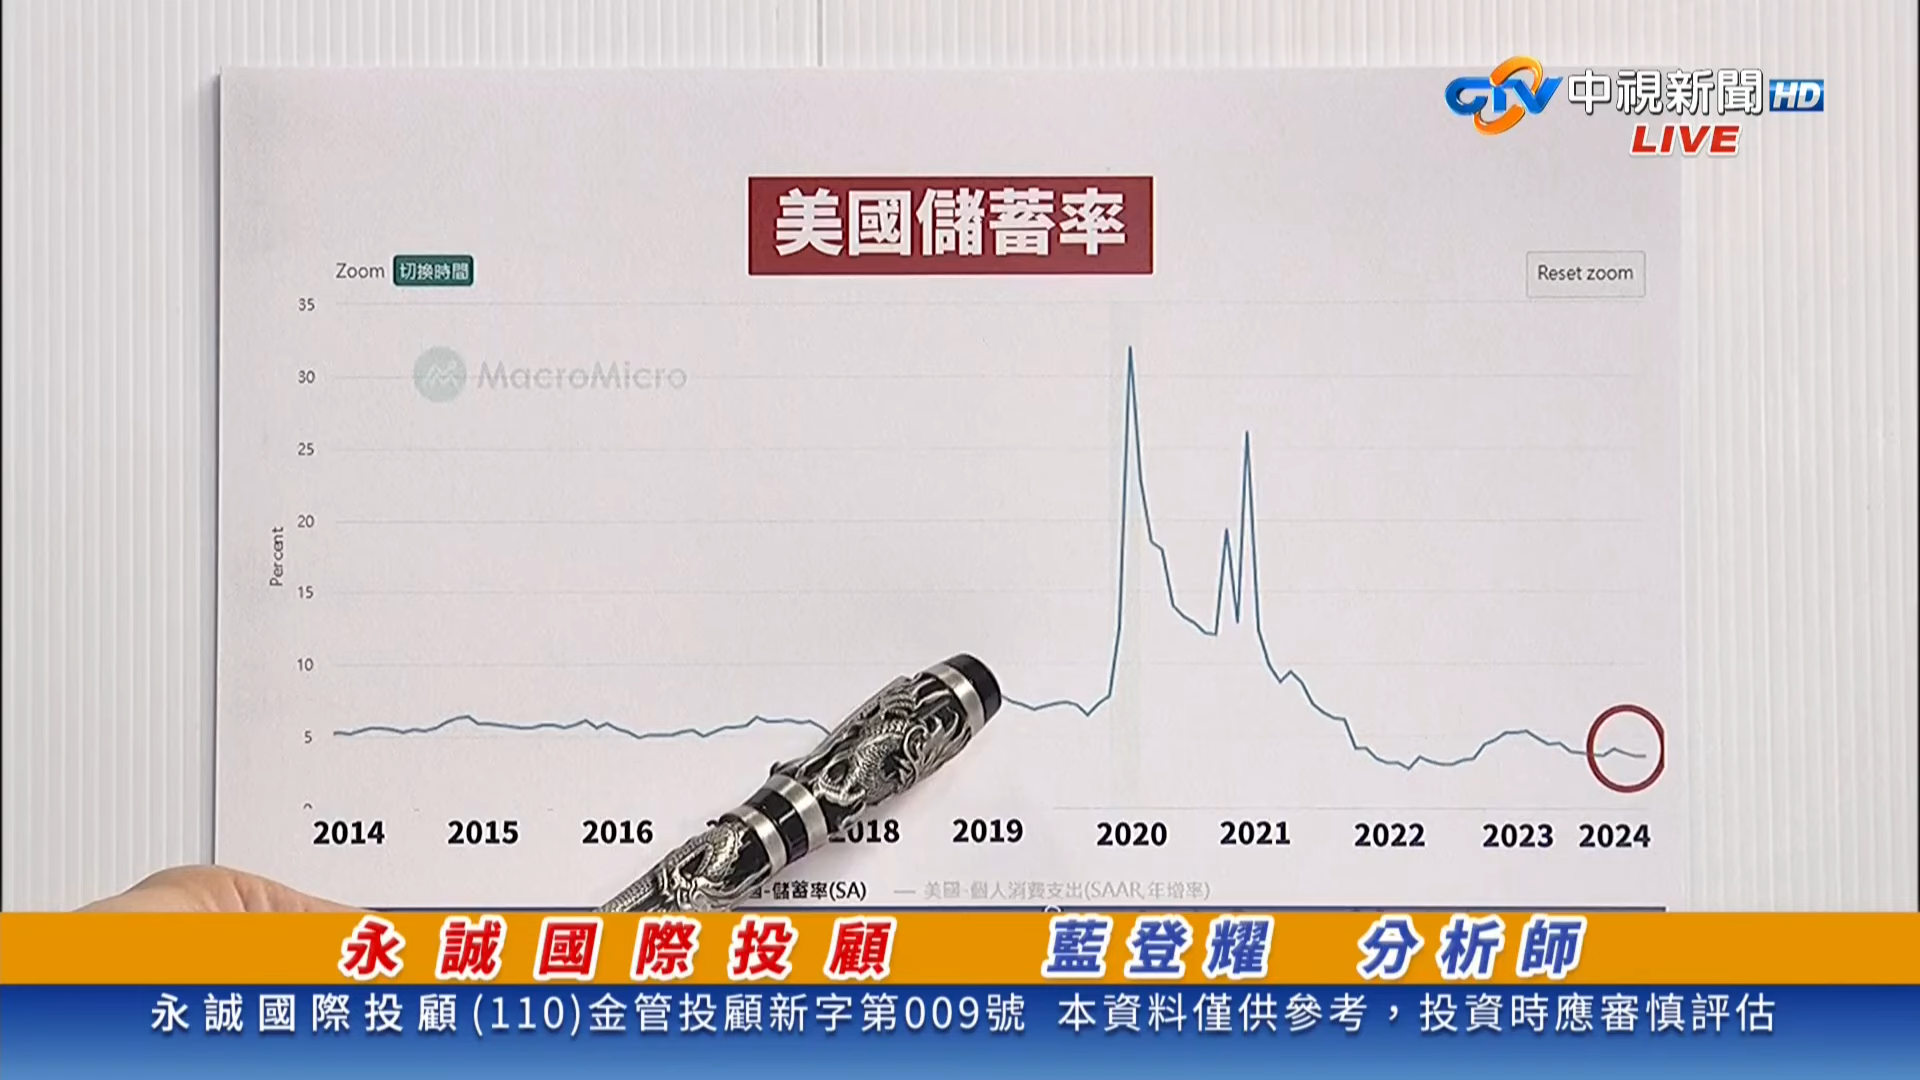 CTV 中視新聞 HD
LIVE
美國儲蓄率
Zoom 切換時間
Reset zoom
35
30
25
20
15
10
5
Percent
MacroMicro
2014 2015 2016 2018 2019 2020 2021 2022 2023 2024
-儲蓄率(SA) 美國-個人消費支出(SAAR,年增率)
永誠國際投顧 藍登耀 分析師
永誠國際投顧(110)金管投顧新字第009號 本資料僅供參考，投資時應審慎評估